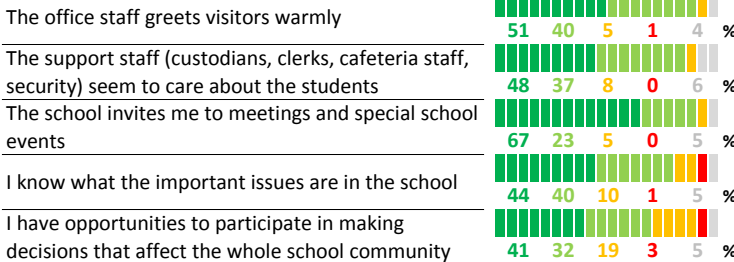 The office staff greets visitors warmly
51 40 5 1 4 %
The support staff (custodians, clerks, cafeteria staff,
security) seem to care about the students
48 37 8 0 6 %
The school invites me to meetings and special school
events
67 23 5 0 5 %
I know what the important issues are in the school
44 40 10 1 5 %
I have opportunities to participate in making
decisions that affect the whole school community
41 32 19 3 5 %